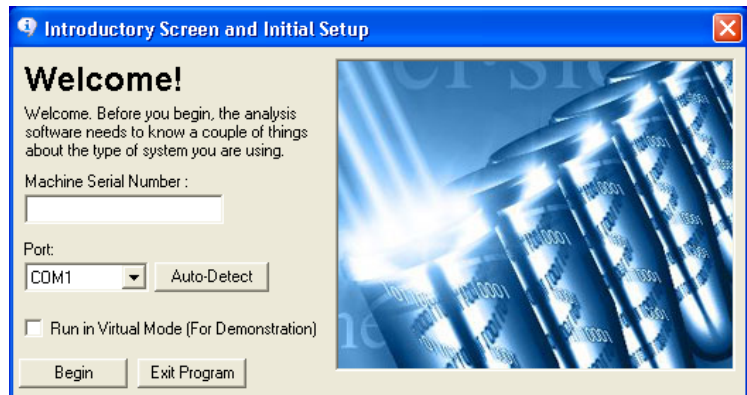 Introductory Screen and Initial Setup
Welcome!
Welcome. Before you begin, the analysis
software needs to know a couple of things
about the type of system you are using.
Machine Serial Number :
Port:
COM1
Auto-Detect
Run in Virtual Mode (For Demonstration)
Begin
Exit Program